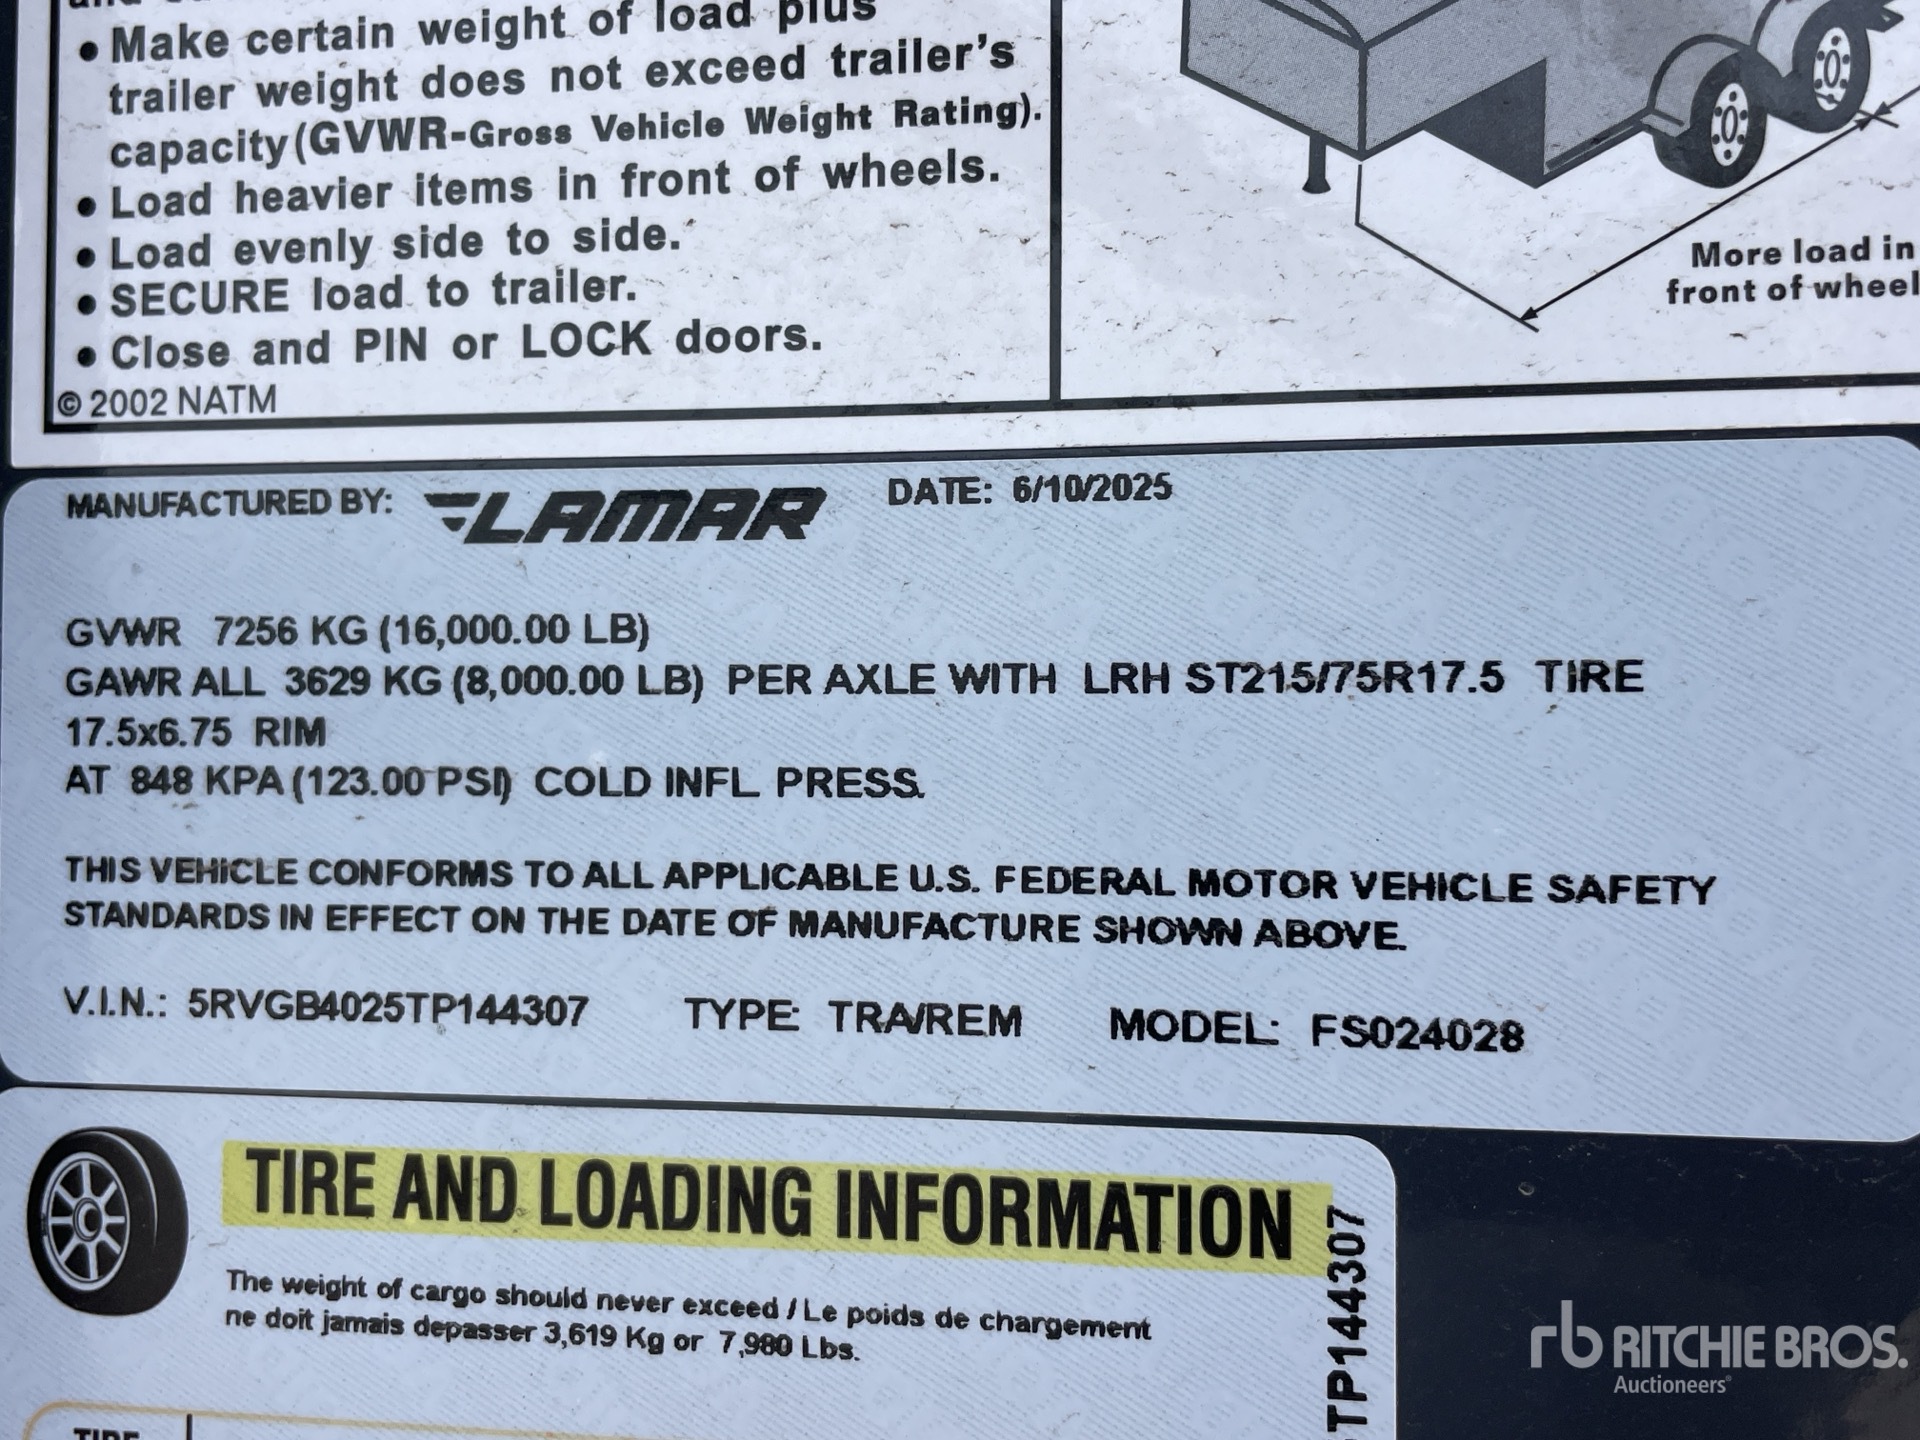 • Make certain weight of load plus
trailer weight does not exceed trailer's
capacity (GVWR-Gross Vehicle Weight Rating).
• Load heavier items in front of wheels.
• Load evenly side to side.
• SECURE load to trailer.
• Close and PIN or LOCK doors.
© 2002 NATM
More load in
front of wheel
MANUFACTURED BY: LAMAR DATE: 6/10/2025
GVWR 7256 KG (16,000.00 LB)
GAWR ALL 3629 KG (8,000.00 LB) PER AXLE WITH LRH ST215/75R17.5 TIRE
17.5x6.75 RIM
AT 848 KPA (123.00 PSI) COLD INFL PRESS.
THIS VEHICLE CONFORMS TO ALL APPLICABLE U.S. FEDERAL MOTOR VEHICLE SAFETY
STANDARDS IN EFFECT ON THE DATE OF MANUFACTURE SHOWN ABOVE.
V.I.N.: 5RVGB4025TP144307 TYPE: TRA/REM MODEL: FS024028
TIRE AND LOADING INFORMATION
The weight of cargo should never exceed / Le poids de chargement
ne doit jamais depasser 3,619 Kg or 7,980 Lbs.
TP144307
TIRE
rb RITCHIE BROS.
Auctioneers